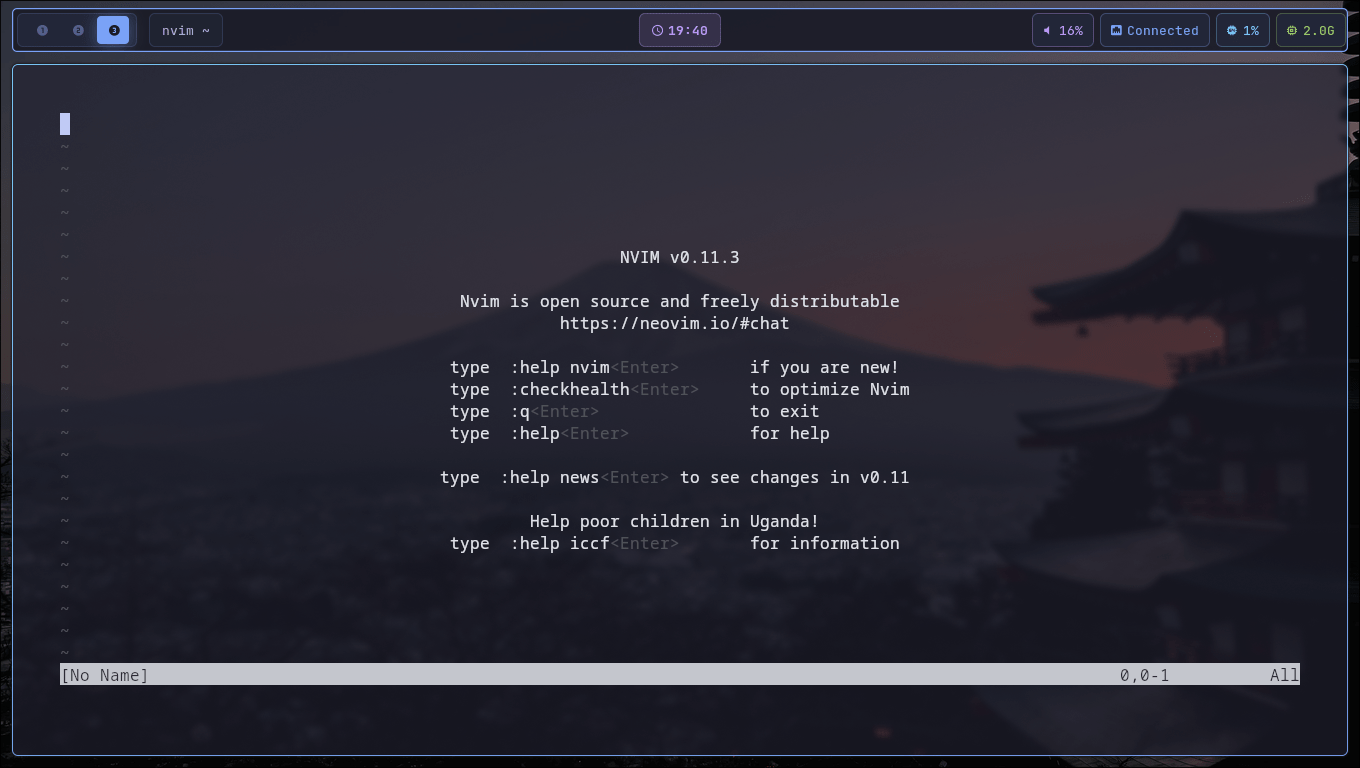 1 2 3 nvim ~ 19:40 16% Connected 1% 2.0G
~
~
~
~
~
~
NVIM v0.11.3
~
~
Nvim is open source and freely distributable
~ https://neovim.io/#chat
~
~ type :help nvim<Enter> if you are new!
~ type :checkhealth<Enter> to optimize Nvim
~ type :q<Enter> to exit
~ type :help<Enter> for help
~
~ type :help news<Enter> to see changes in v0.11
~
~ Help poor children in Uganda!
~ type :help iccf<Enter> for information
~
~
~
~
~
[No Name] 0,0-1 All